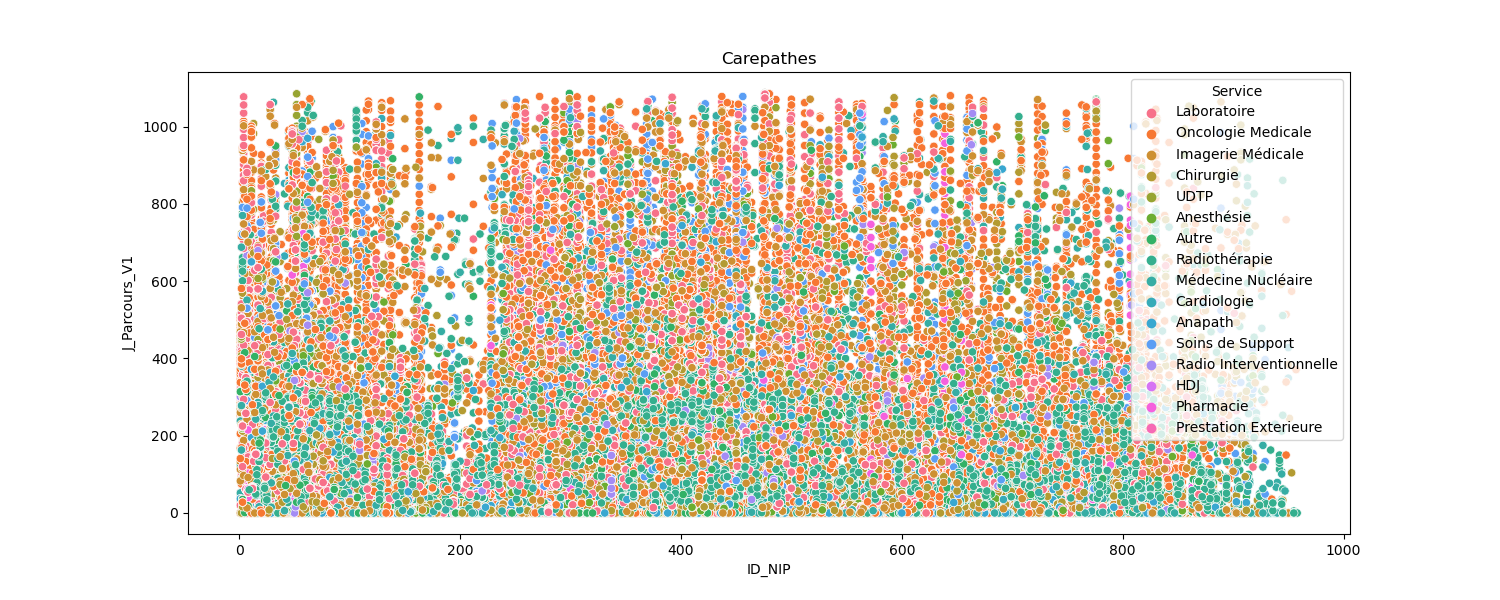 Carepathes
J_Parcours_V1
1000
800
600
400
200
0
0 200 400 600 800 1000
ID_NIP
Service
Laboratoire
Oncologie Medicale
Imagerie Médicale
Chirurgie
UDTP
Anesthésie
Autre
Radiothérapie
Médecine Nucléaire
Cardiologie
Anapath
Soins de Support
Radio Interventionnelle
HDJ
Pharmacie
Prestation Exterieure